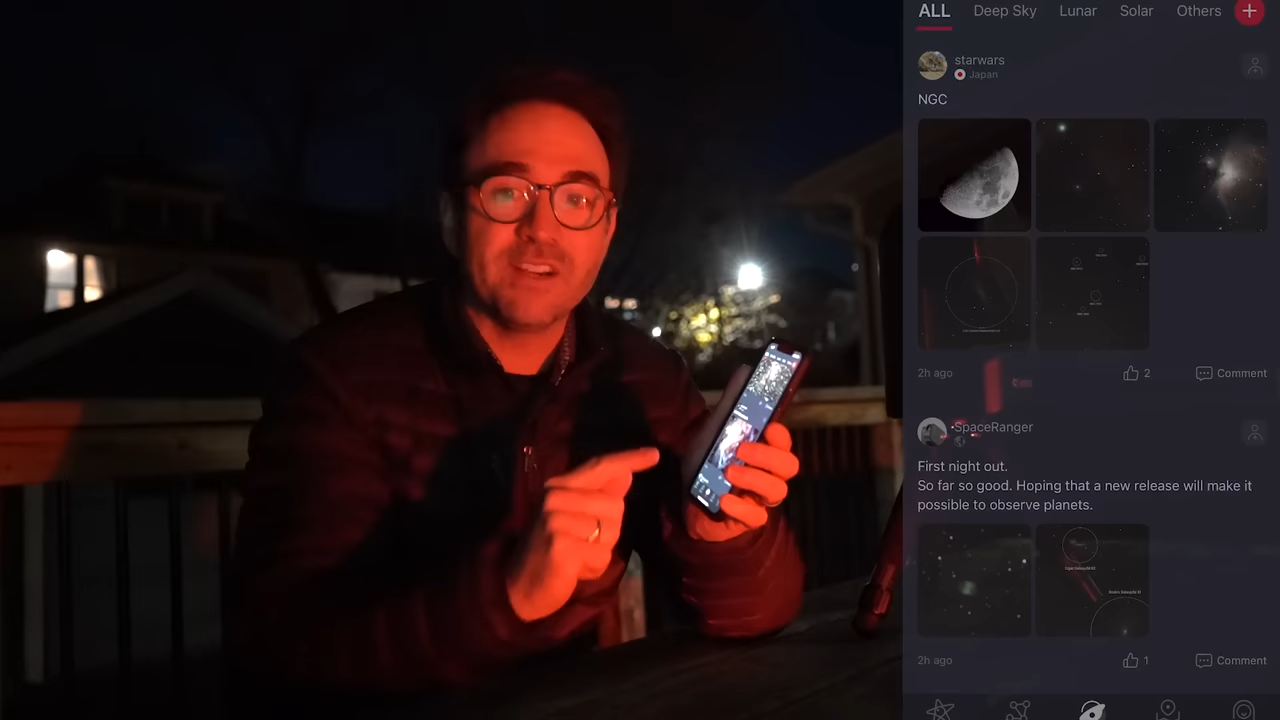 ALL Deep Sky Lunar Solar Others
starwars
Japan
NGC
2h ago 2 Comment
SpaceRanger
First night out.
So far so good. Hoping that a new release will make it
possible to observe planets.
2h ago 1 Comment